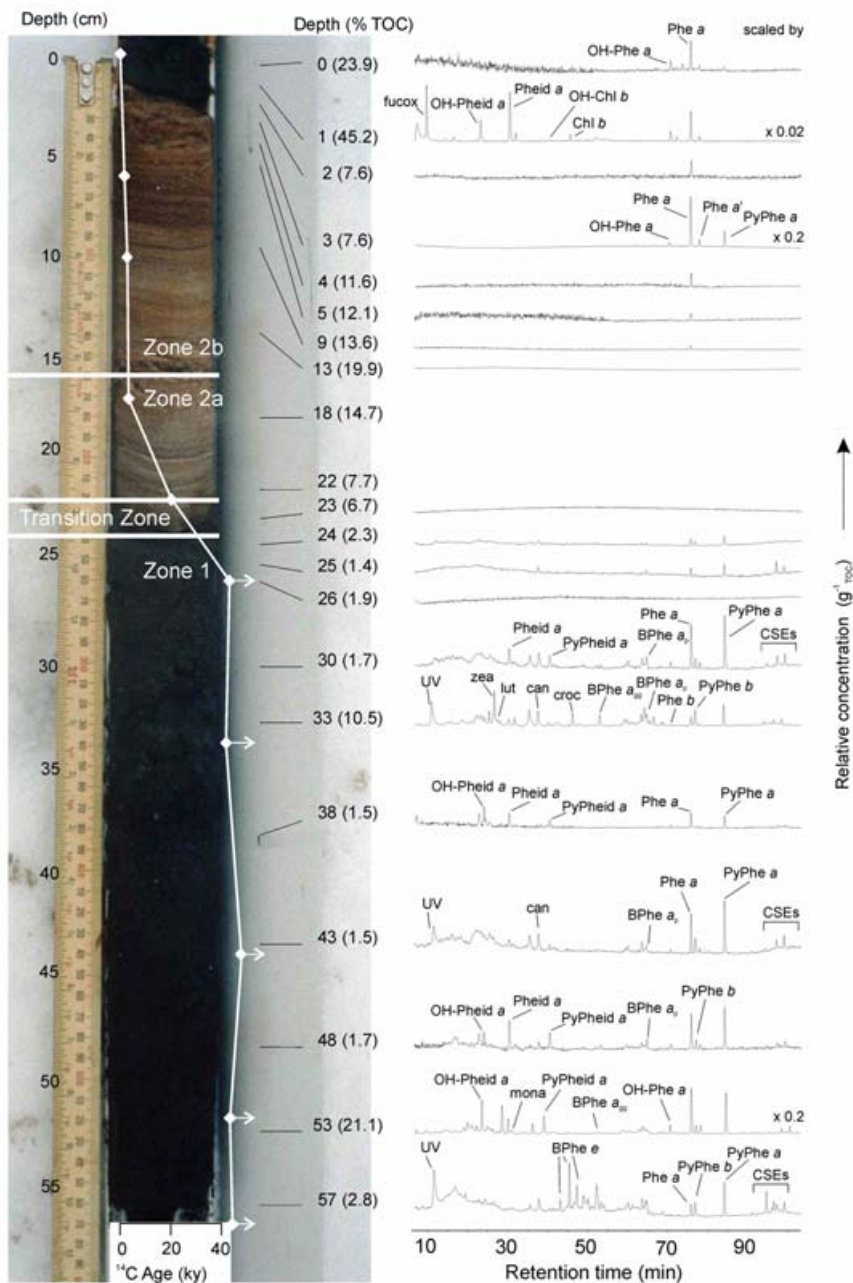 Depth (cm)
Depth (% TOC)
scaled by
0
5
10
15
20
25
30
35
40
45
50
55
Zone 2b
Zone 2a
Transition Zone
Zone 1
0 20 40
14C Age (ky)
0 (23.9)
1 (45.2)
2 (7.6)
3 (7.6)
4 (11.6)
5 (12.1)
9 (13.6)
13 (19.9)
18 (14.7)
22 (7.7)
23 (6.7)
24 (2.3)
25 (1.4)
26 (1.9)
30 (1.7)
33 (10.5)
38 (1.5)
43 (1.5)
48 (1.7)
53 (21.1)
57 (2.8)
OH-Phe a Phe a
fucox OH-Pheid a Pheid a OH-Chl b Chl b x 0.02
OH-Phe a Phe a Phe a' PyPhe a x 0.2
Pheid a PyPheid a BPhe a Phe a PyPhe a CSEs
UV zea lut can croc BPhe a BPhe a Phe b PyPhe b
OH-Pheid a Pheid a PyPheid a Phe a PyPhe a
UV can BPhe a Phe a PyPhe a CSEs
OH-Pheid a Pheid a PyPheid a BPhe a PyPhe b
OH-Pheid a mona PyPheid a BPhe a OH-Phe a x 0.2
UV BPhe e Phe a PyPhe b PyPhe a CSEs
10 30 50 70 90
Retention time (min)
Relative concentration (g-1 TOC)